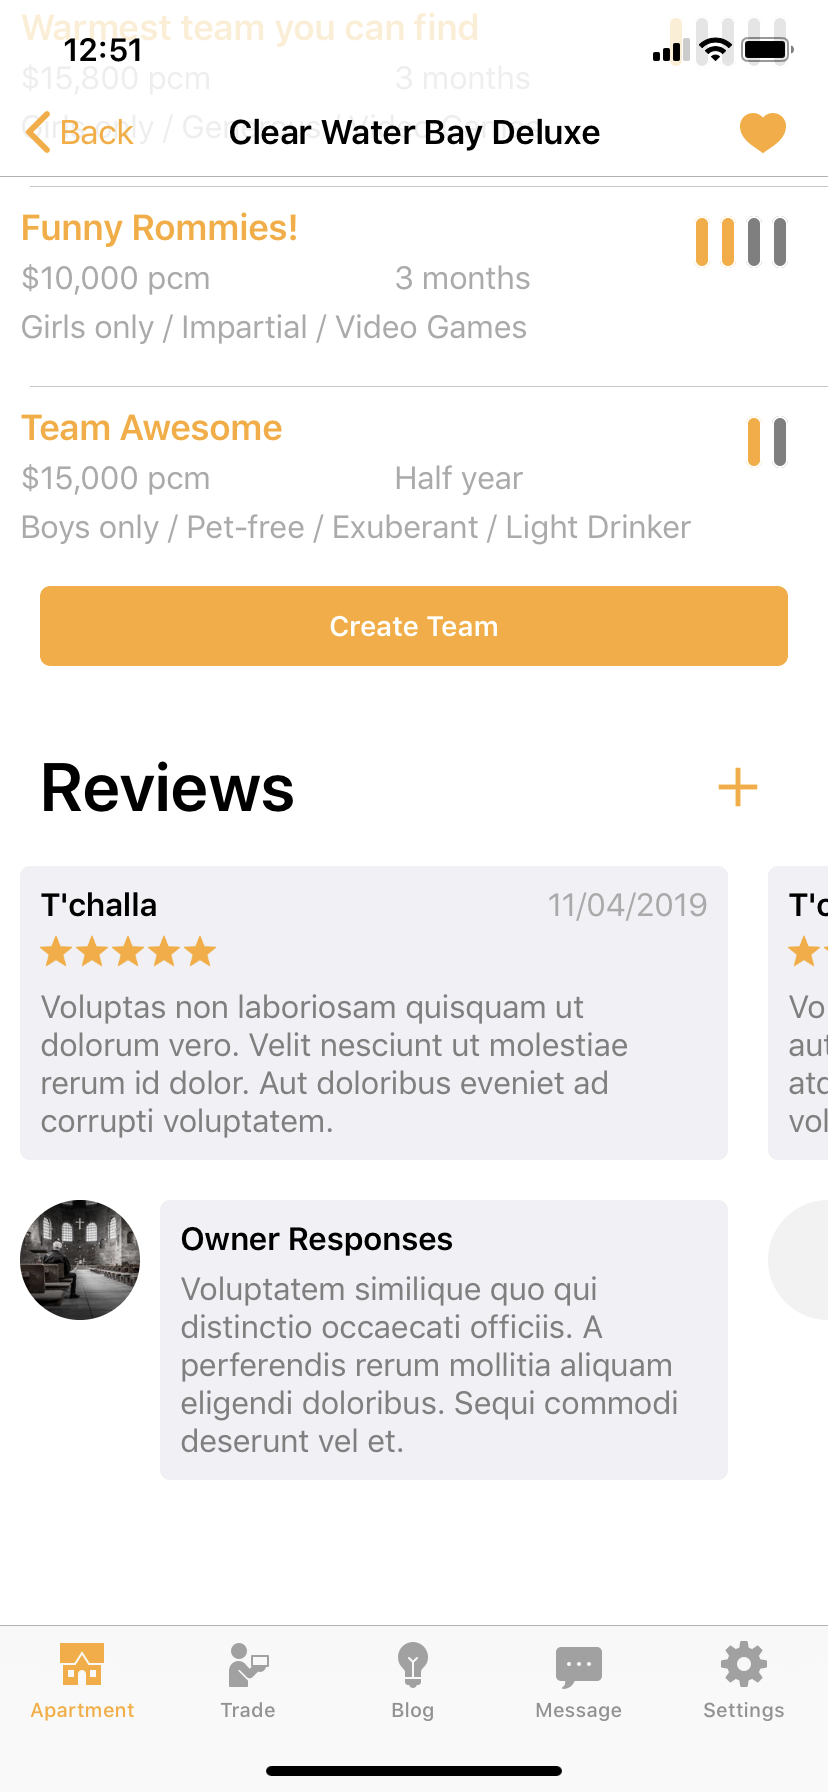 Warmest team you can find
12:51
$15,800 pcm 3 months
Back
Clear Water Bay Deluxe
Funny Rommies!
$10,000 pcm 3 months
Girls only / Impartial / Video Games
Team Awesome
$15,000 pcm Half year
Boys only / Pet-free / Exuberant / Light Drinker
Create Team
Reviews
T'challa 11/04/2019
Voluptas non laboriosam quisquam ut
dolorum vero. Velit nesciunt ut molestiae
rerum id dolor. Aut doloribus eveniet ad
corrupti voluptatem.
Owner Responses
Voluptatem similique quo qui
distinctio occaecati officiis. A
perferendis rerum mollitia aliquam
eligendi doloribus. Sequi commodi
deserunt vel et.
Apartment Trade Blog Message Settings